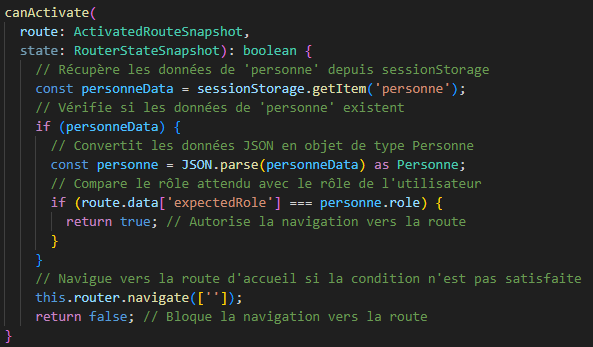 canActivate(
  route: ActivatedRouteSnapshot,
  state: RouterStateSnapshot): boolean {
    // Récupère les données de 'personne' depuis sessionStorage
    const personneData = sessionStorage.getItem('personne');
    // Vérifie si les données de 'personne' existent
    if (personneData) {
      // Convertit les données JSON en objet de type Personne
      const personne = JSON.parse(personneData) as Personne;
      // Compare le rôle attendu avec le rôle de l'utilisateur
      if (route.data['expectedRole'] === personne.role) {
        return true; // Autorise la navigation vers la route
      }
    }
    // Navigue vers la route d'accueil si la condition n'est pas satisfaite
    this.router.navigate(['']);
    return false; // Bloque la navigation vers la route
}